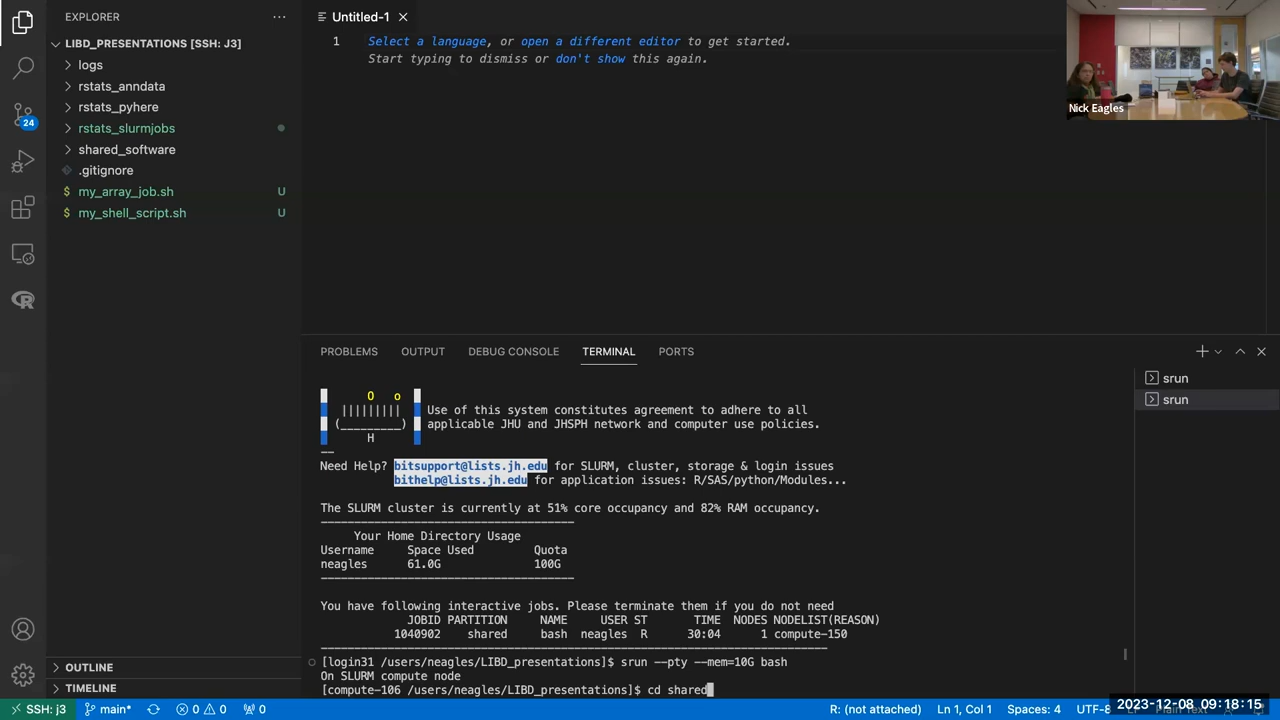 EXPLORER
LIBD_PRESENTATIONS [SSH: J3]
logs
rstats_anndata
rstats_pyhere
rstats_slurmjobs
shared_software
.gitignore
$ my_array_job.sh U
$ my_shell_script.sh U
24
OUTLINE
TIMELINE
Untitled-1
1 Select a language, or open a different editor to get started.
Start typing to dismiss or don't show this again.
Nick Eagles
PROBLEMS OUTPUT DEBUG CONSOLE TERMINAL PORTS
srun
srun
O o
||||||||| Use of this system constitutes agreement to adhere to all
(_________) applicable JHU and JHSPH network and computer use policies.
H
Need Help? bitsupport@lists.jh.edu for SLURM, cluster, storage & login issues
bithelp@lists.jh.edu for application issues: R/SAS/python/Modules...
The SLURM cluster is currently at 51% core occupancy and 82% RAM occupancy.
Your Home Directory Usage
Username Space Used Quota
neagles 61.0G 100G
You have following interactive jobs. Please terminate them if you do not need
JOBID PARTITION NAME USER ST TIME NODES NODELIST(REASON)
1040902 shared bash neagles R 30:04 1 compute-150
[login31 /users/neagles/LIBD_presentations]$ srun --pty --mem=10G bash
On SLURM compute node
[compute-106 /users/neagles/LIBD_presentations]$ cd shared
SSH: j3 main* 0 0 0 R: (not attached) Ln 1, Col 1 Spaces: 4 UTF-8
2023-12-08 09:18:15